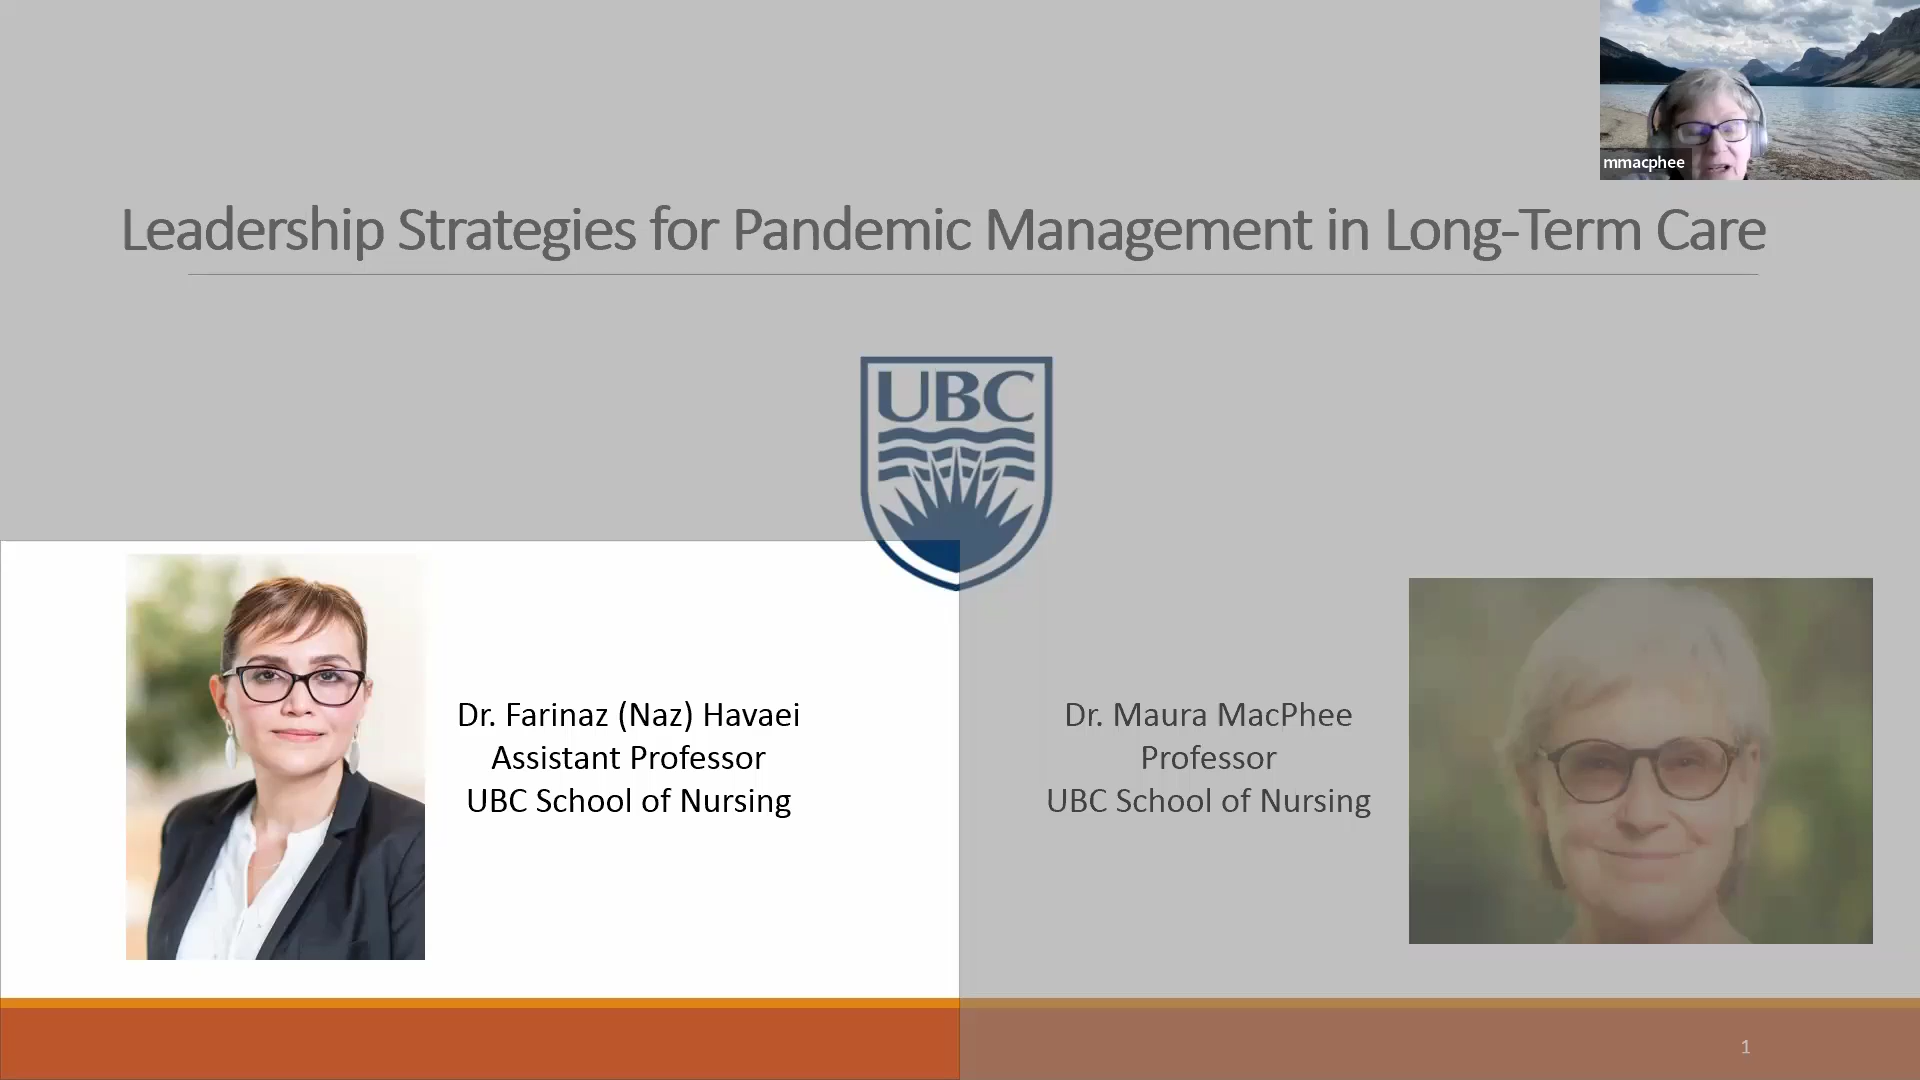 mmacphee
Leadership Strategies for Pandemic Management in Long-Term Care
UBC
Dr. Farinaz (Naz) Havaei
Assistant Professor
UBC School of Nursing
Dr. Maura MacPhee
Professor
UBC School of Nursing
1